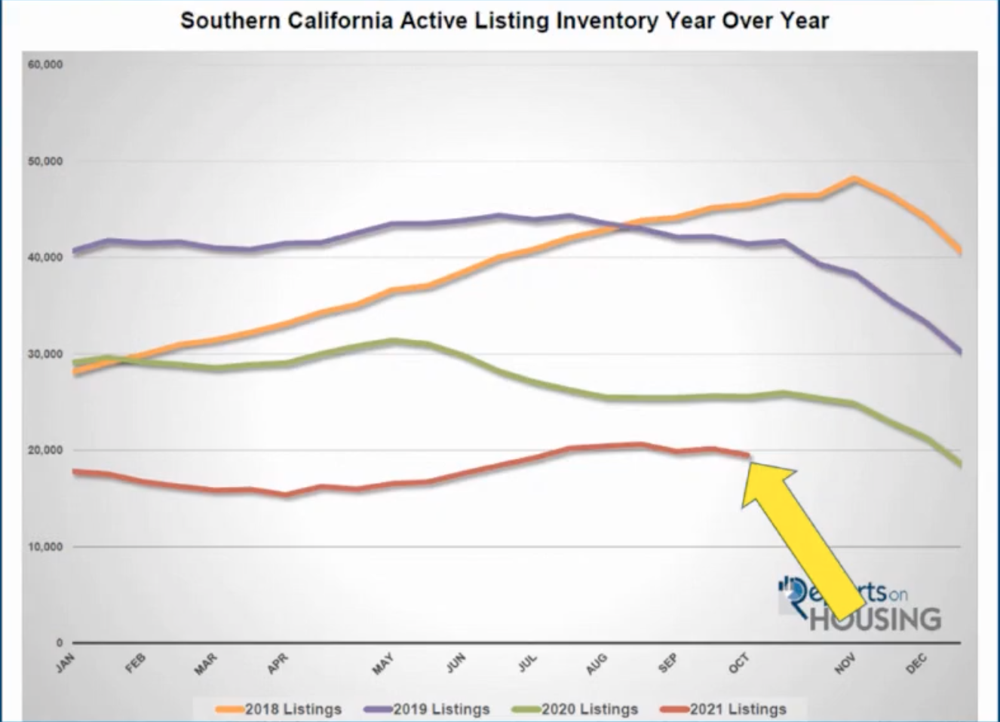 Southern California Active Listing Inventory Year Over Year
60,000
50,000
40,000
30,000
20,000
10,000
0
JAN FEB MAR APR MAY JUN JUL AUG SEP OCT NOV DEC
on
HOUSING
2018 Listings 2019 Listings 2020 Listings 2021 Listings